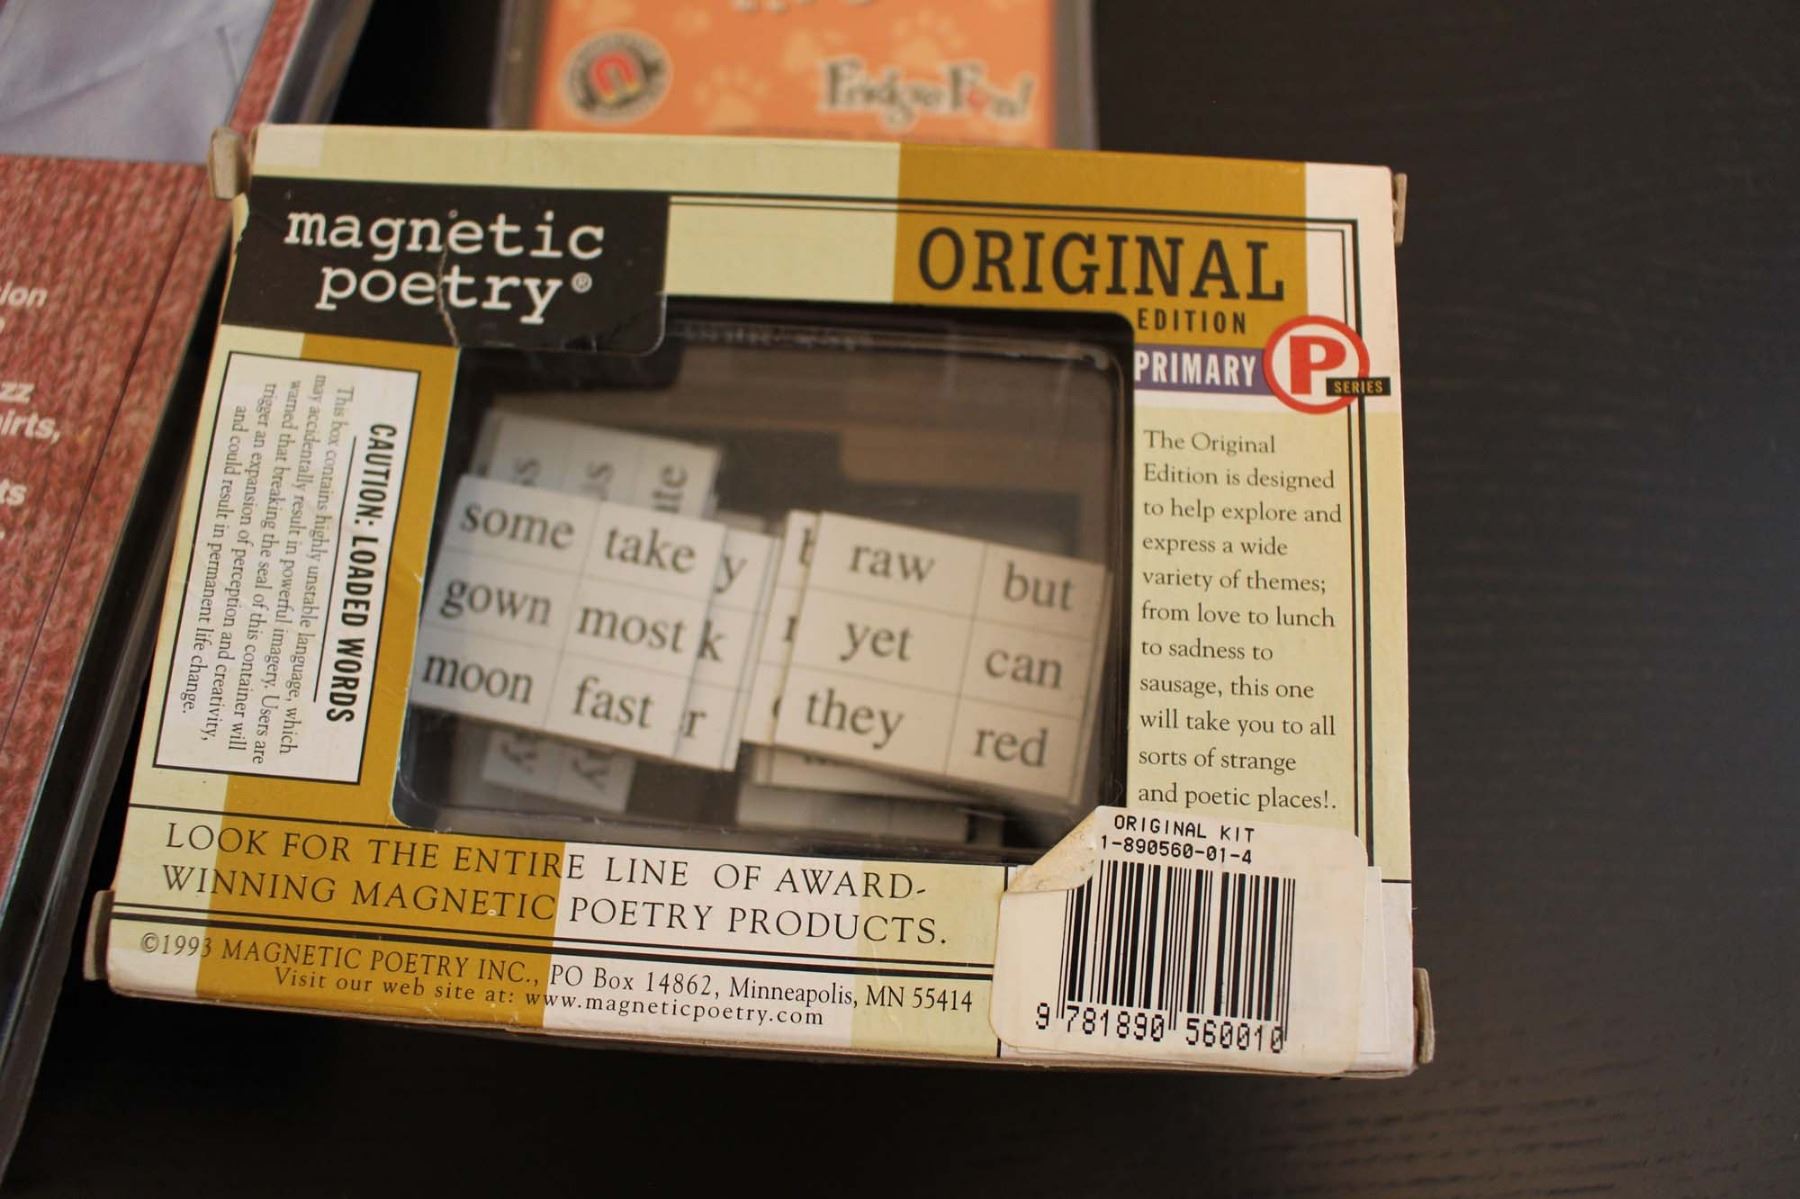 Fridge Fun!
ion
zz
irts,
ts
magnetic
poetry®
ORIGINAL
EDITION
PRIMARY
P
SERIES
CAUTION: LOADED WORDS
This box contains highly unstable language, which
may accidentally result in powerful imagery. Users are
warned that breaking the seal of this container will
trigger an expansion of perception and creativity,
and could result in permanent life change.
some take y
gown most k
moon fast r
raw but
yet can
they red
The Original
Edition is designed
to help explore and
express a wide
variety of themes;
from love to lunch
to sadness to
sausage, this one
will take you to all
sorts of strange
and poetic places!.
LOOK FOR THE ENTIRE LINE OF AWARD-
WINNING MAGNETIC POETRY PRODUCTS.
©1993 MAGNETIC POETRY INC., PO Box 14862, Minneapolis, MN 55414
Visit our web site at: www.magneticpoetry.com
ORIGINAL KIT
1-890560-01-4
9 781890 560010